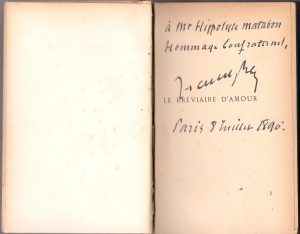 à Mr Hippolyte matabon
Hommage Confraternel,
LE BRÉVIAIRE D'AMOUR
Paris 8 Juillet 1890.